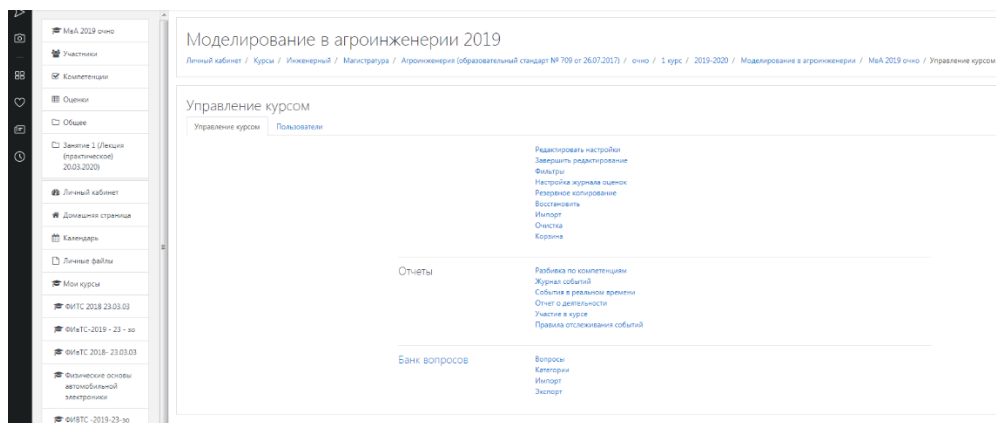 МвА 2019 очно
Участники
Компетенции
Оценки
Общее
Занятие 1 (Лекция
(практическое)
20.03.2020)
Личный кабинет
Домашняя страница
Календарь
Личные файлы
Мои курсы
ФИТС 2018 23.03.03
ФИвТС-2019 - 23 - зо
ФИвТС 2018- 23.03.03
Физические основы
автомобильной
электроники
ФИВТС -2019-23-зо
Моделирование в агроинженерии 2019
Личный кабинет / Курсы / Инженерный / Магистратура / Агроинженерия (образовательный стандарт № 709 от 26.07.2017) / очно / 1 курс / 2019-2020 / Моделирование в агроинженерии / МвА 2019 очно / Управление курсом
Управление курсом
Управление курсом Пользователи
Редактировать настройки
Завершить редактирование
Фильтры
Настройка журнала оценок
Резервное копирование
Восстановить
Импорт
Очистка
Корзина
Отчеты
Разбивка по компетенциям
Журнал событий
События в реальном времени
Отчет о деятельности
Участие в курсе
Правила отслеживания событий
Банк вопросов
Вопросы
Категории
Импорт
Экспорт